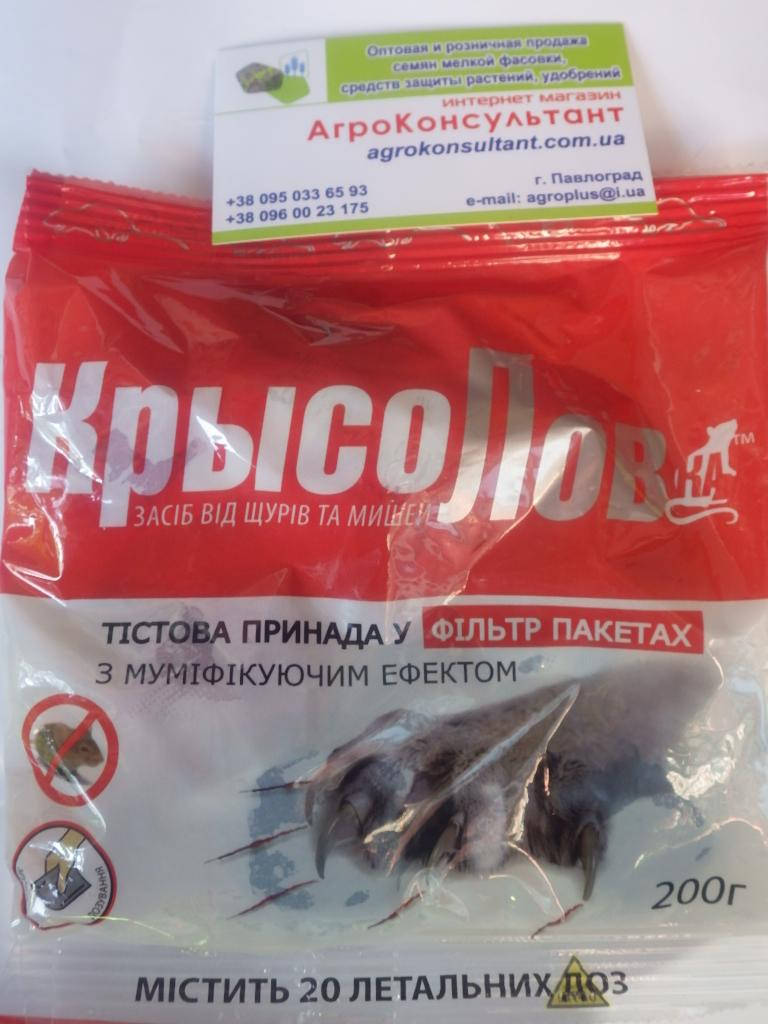 Оптовая и розничная продажа
семян мелкой фасовки,
средств защиты растений, удобрений
интернет магазин
АгроКонсультант
agrokonsultant.com.ua
г. Павлоград
+38 095 033 65 93
+38 096 00 23 175
e-mail: agroplus@i.ua
КрысоЛов
КА™
ЗАСІБ ВІД ЩУРІВ ТА МИШЕЙ
ТІСТОВА ПРИНАДА У ФІЛЬТР ПАКЕТАХ
З МУМІФІКУЮЧИМ ЕФЕКТОМ
200г
МІСТИТЬ 20 ЛЕТАЛЬНИХ ДОЗ